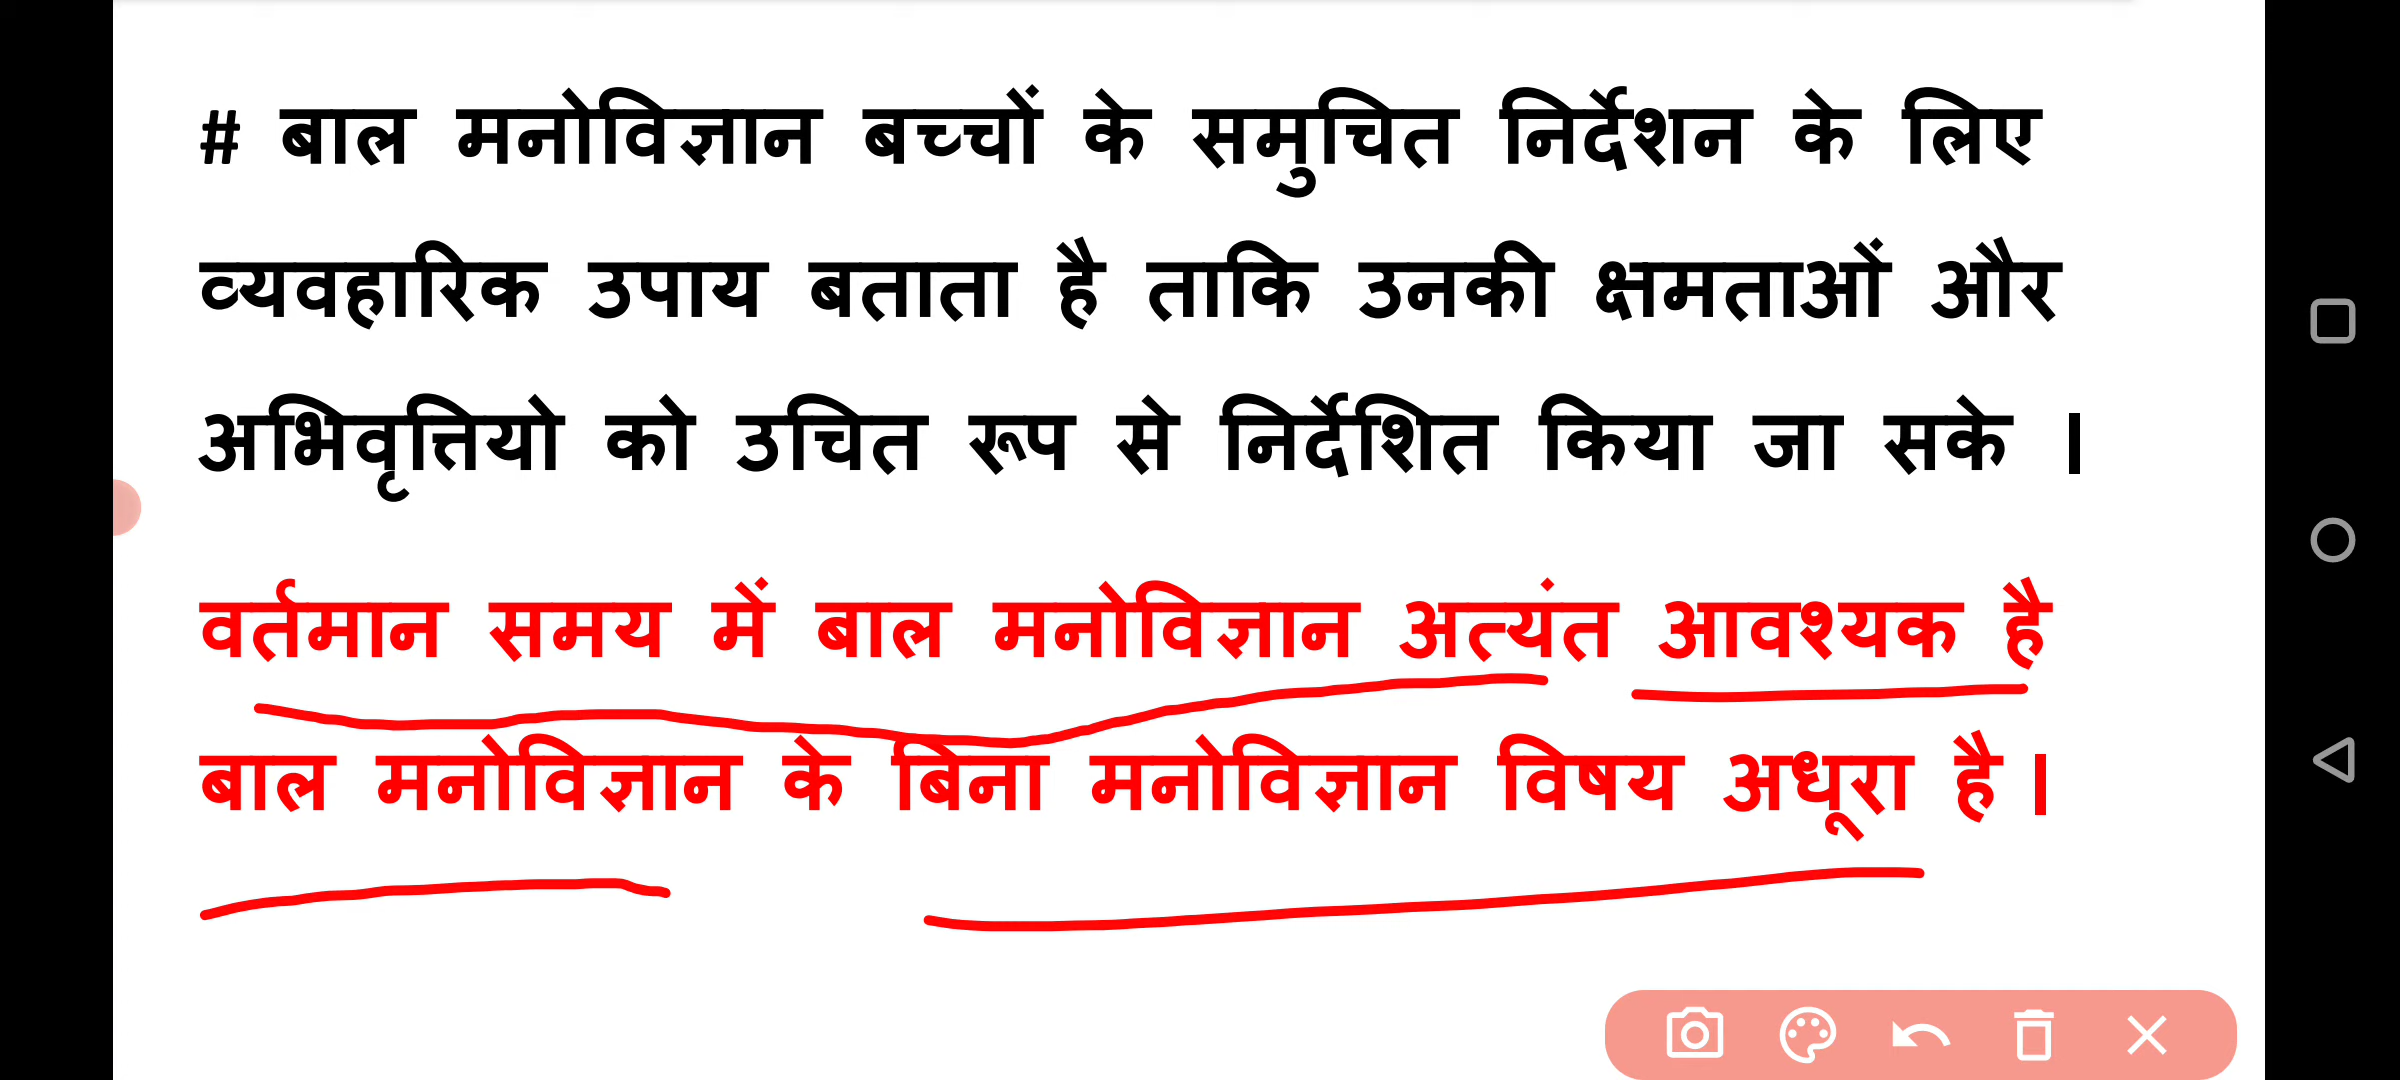 # बाल मनोविज्ञान बच्चों के समुचित निर्देशन के लिए
व्यवहारिक उपाय बताता है ताकि उनकी क्षमताओं और
अभिवृत्तियो को उचित रूप से निर्देशित किया जा सके ।
वर्तमान समय में बाल मनोविज्ञान अत्यंत आवश्यक है
बाल मनोविज्ञान के बिना मनोविज्ञान विषय अधूरा है ।